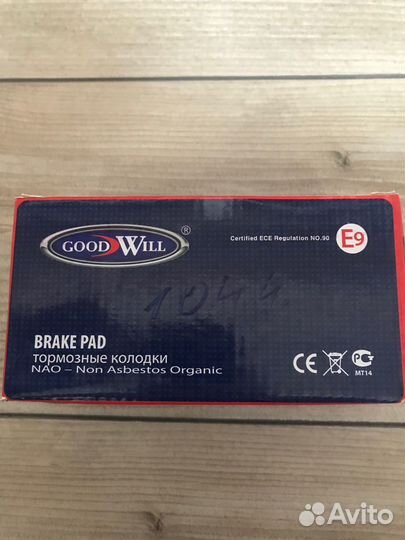 GOODWILL ®
Certified ECE Regulation NO.90 E9
1044
BRAKE PAD
тормозные колодки
NAO – Non Asbestos Organic
CE PG
MT14
Avito